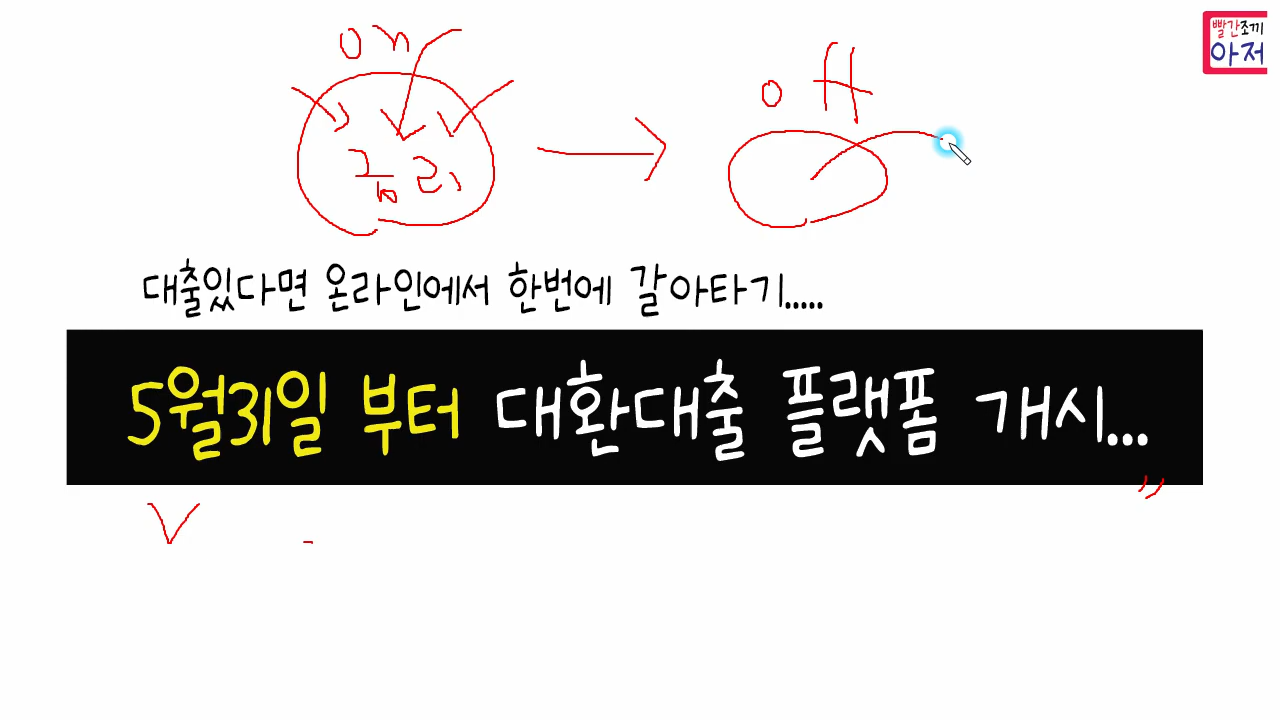 빨간조끼
아저
on
off
금리
대출있다면 온라인에서 한번에 갈아타기.....
5월31일 부터 대환대출 플랫폼 개시...